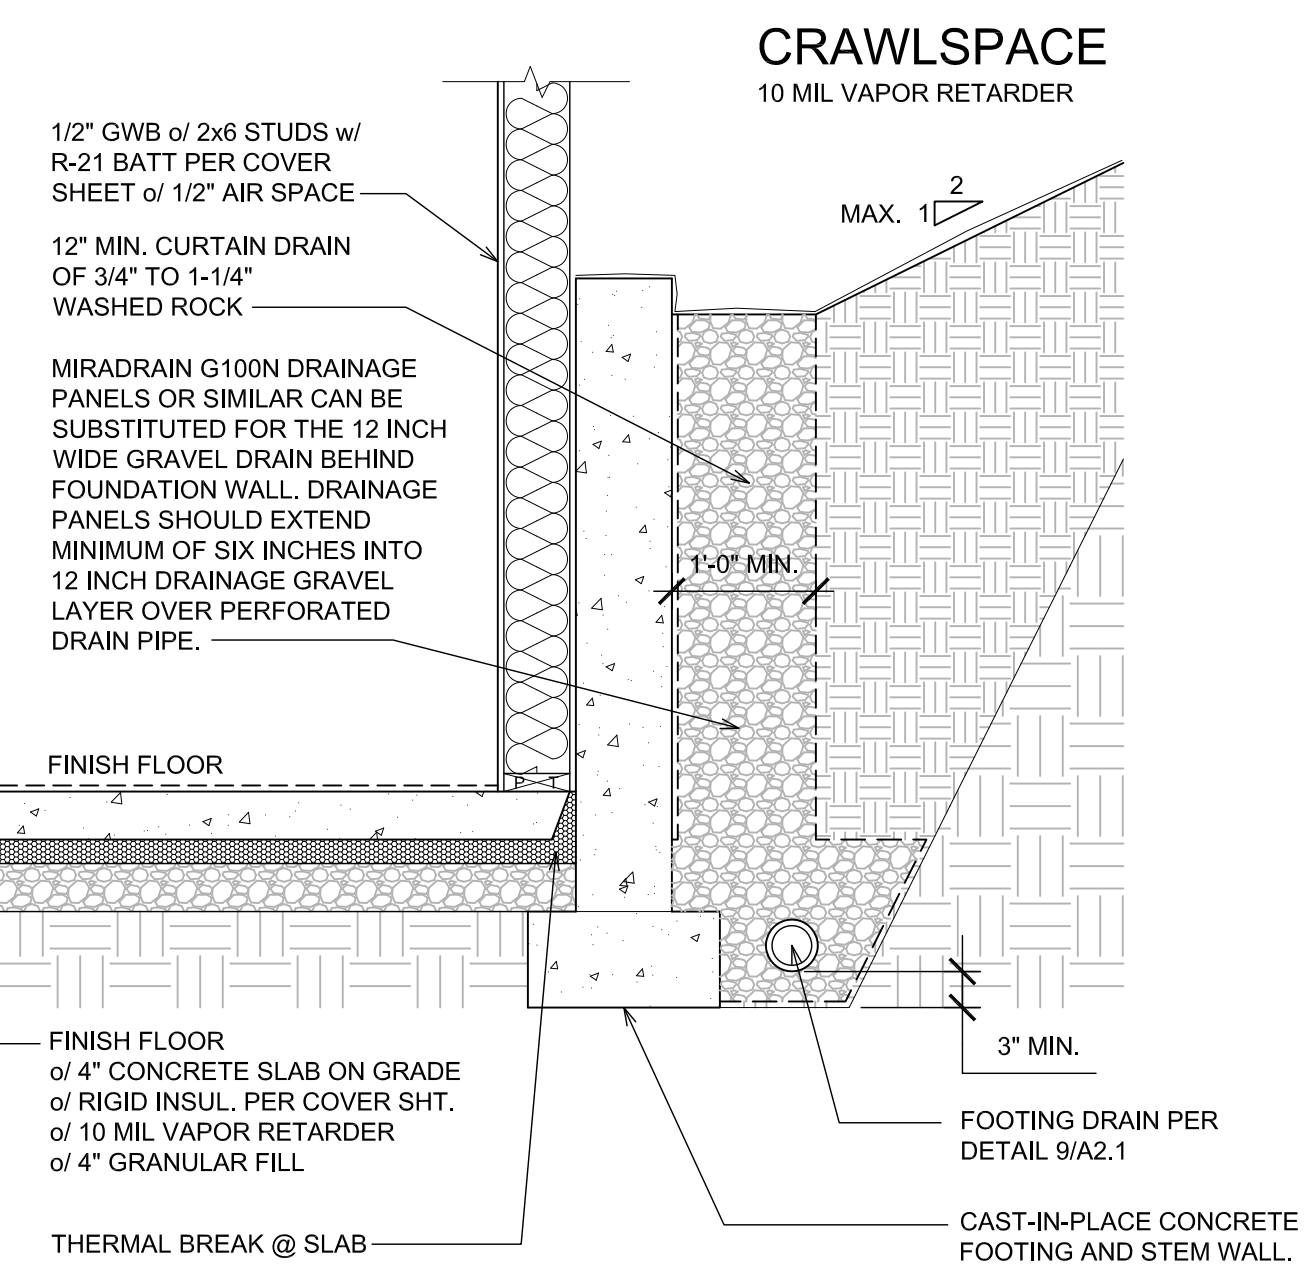 CRAWLSPACE
10 MIL VAPOR RETARDER
1/2" GWB o/ 2x6 STUDS w/
R-21 BATT PER COVER
SHEET o/ 1/2" AIR SPACE
2
MAX. 1
12" MIN. CURTAIN DRAIN
OF 3/4" TO 1-1/4"
WASHED ROCK
MIRADRAIN G100N DRAINAGE
PANELS OR SIMILAR CAN BE
SUBSTITUTED FOR THE 12 INCH
WIDE GRAVEL DRAIN BEHIND
FOUNDATION WALL. DRAINAGE
PANELS SHOULD EXTEND
MINIMUM OF SIX INCHES INTO
12 INCH DRAINAGE GRAVEL
LAYER OVER PERFORATED
DRAIN PIPE.
1'-0" MIN.
FINISH FLOOR
P T
FINISH FLOOR
o/ 4" CONCRETE SLAB ON GRADE
o/ RIGID INSUL. PER COVER SHT.
o/ 10 MIL VAPOR RETARDER
o/ 4" GRANULAR FILL
THERMAL BREAK @ SLAB
3" MIN.
FOOTING DRAIN PER
DETAIL 9/A2.1
CAST-IN-PLACE CONCRETE
FOOTING AND STEM WALL.